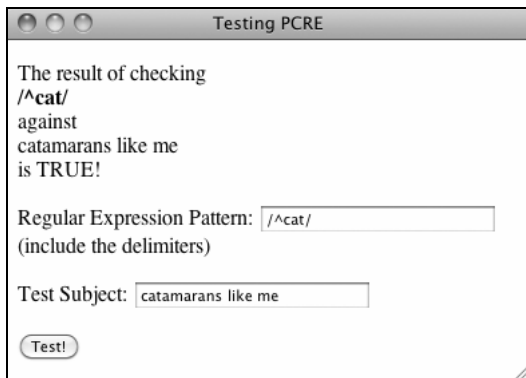 Testing PCRE
The result of checking
/^cat/
against
catamarans like me
is TRUE!
Regular Expression Pattern: /^cat/
(include the delimiters)
Test Subject: catamarans like me
Test!